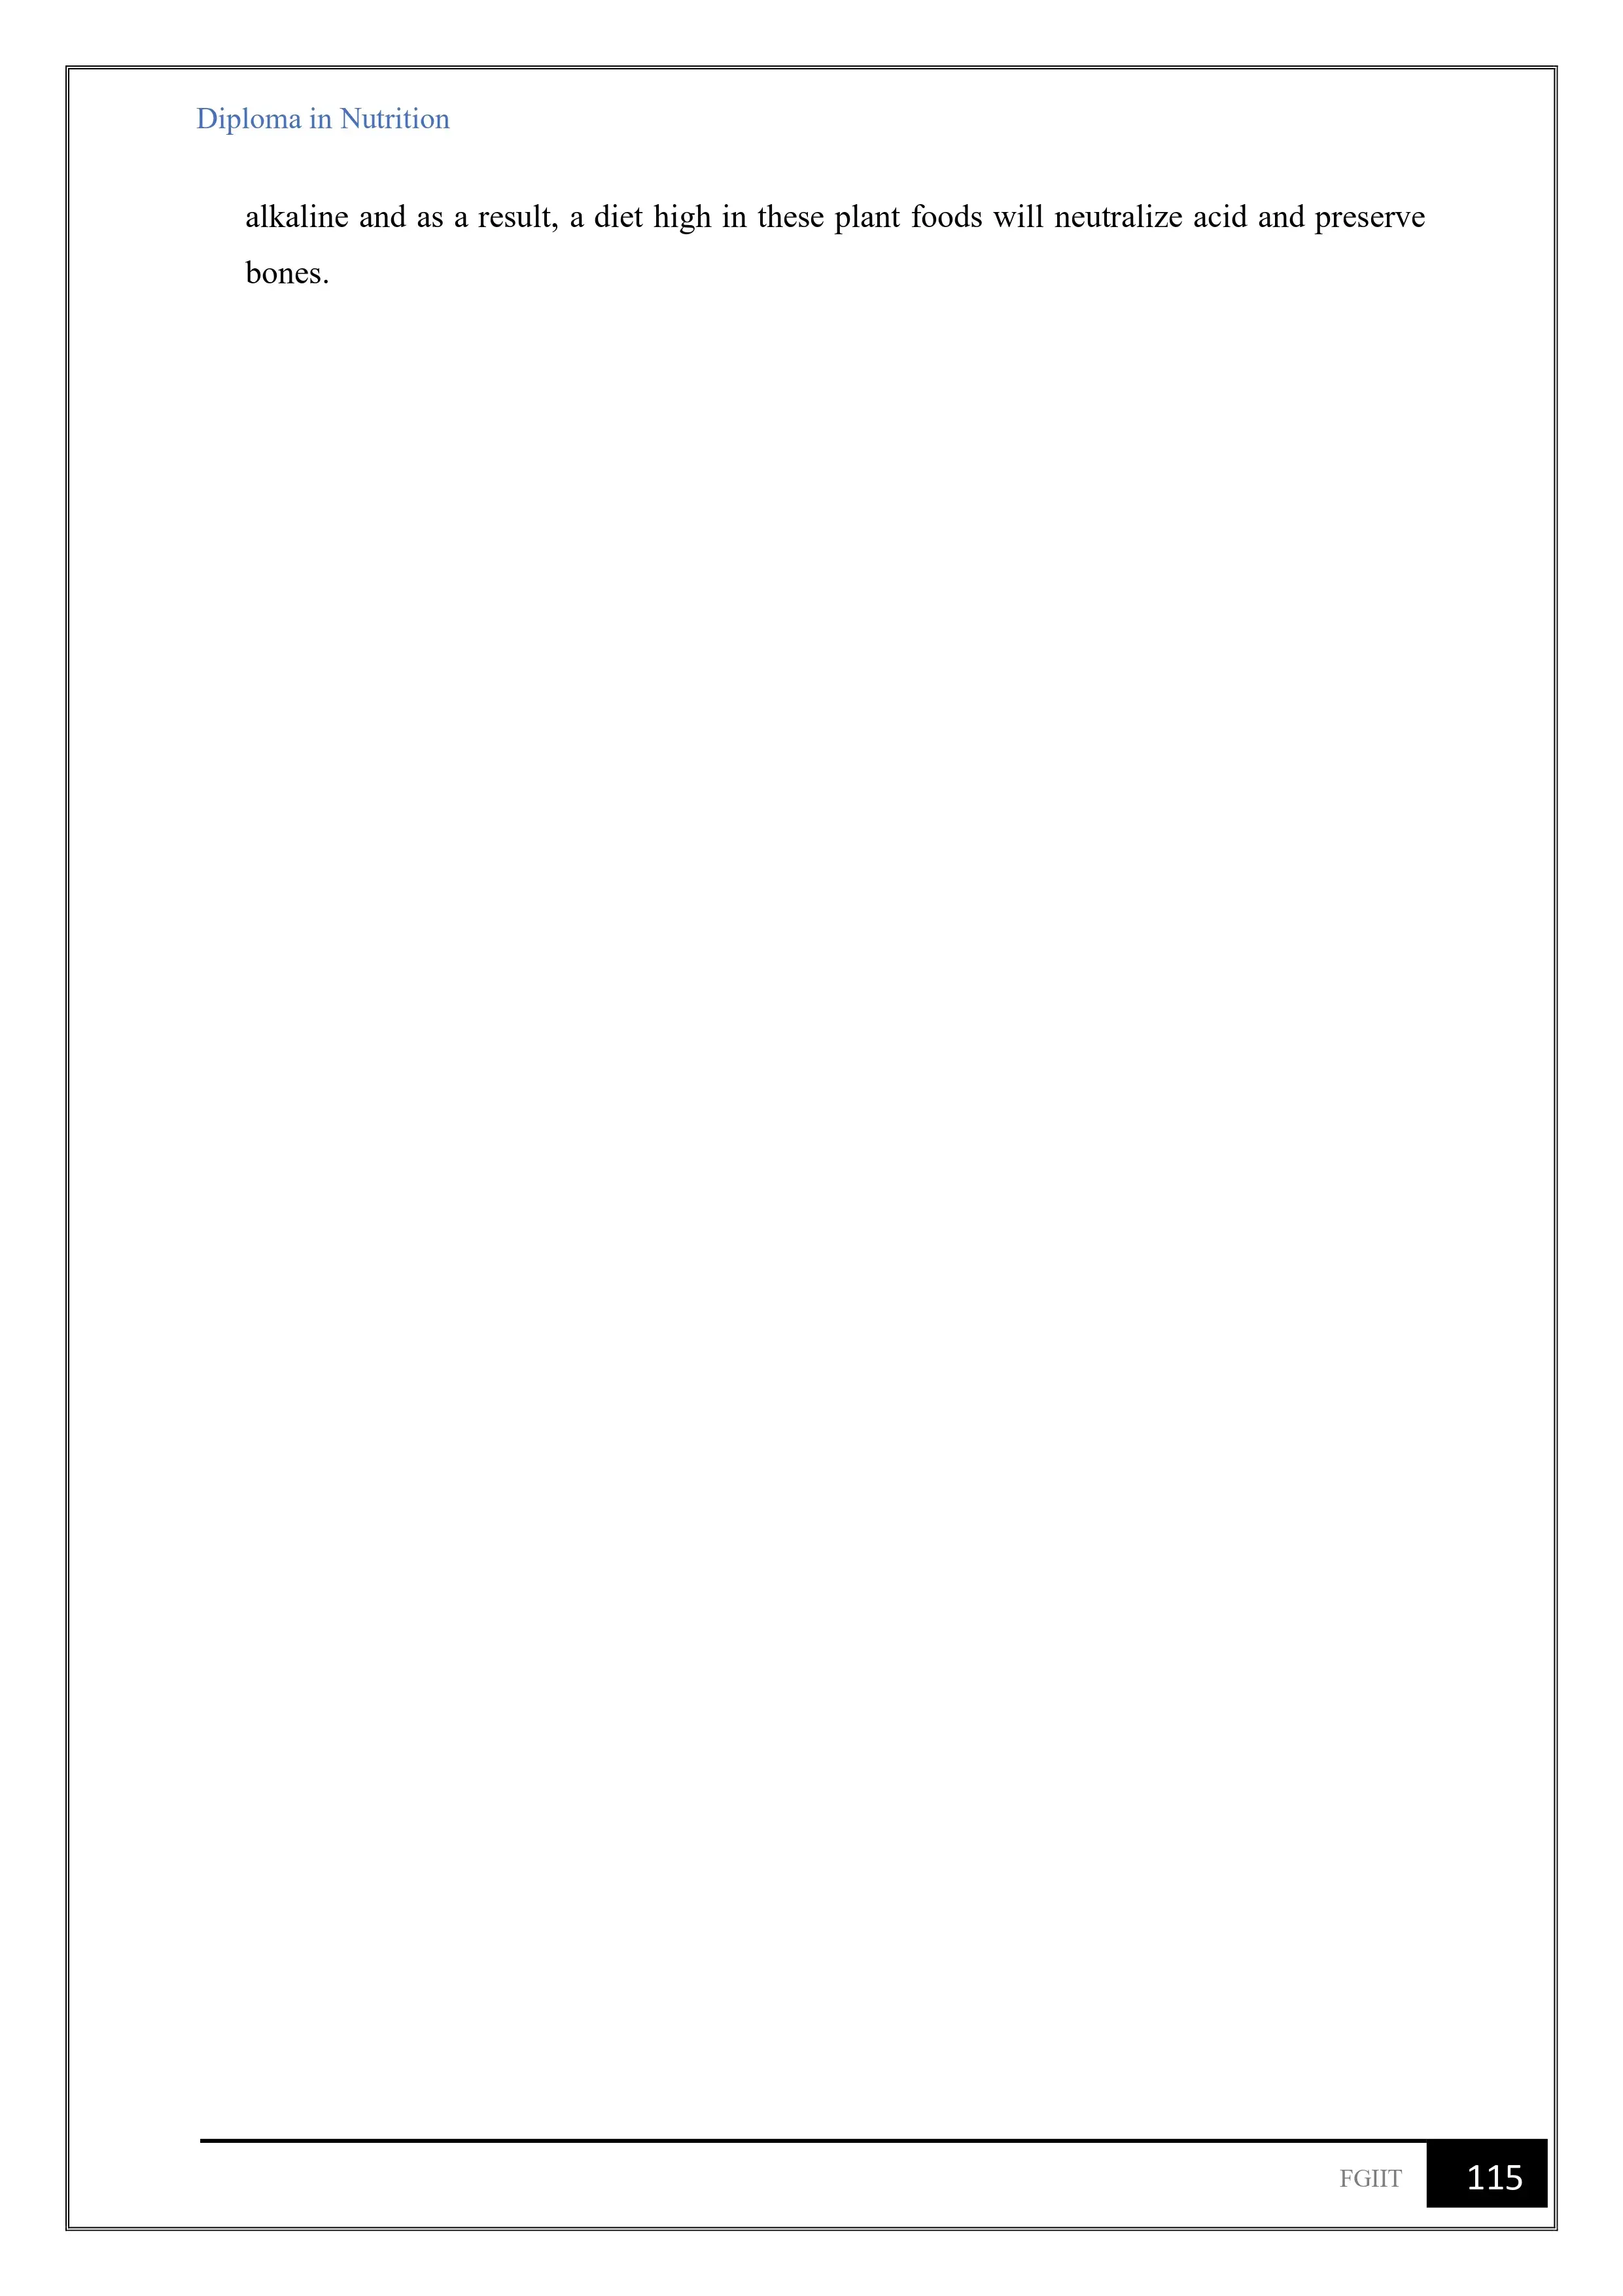 Diploma in Nutrition
alkaline and as a result, a diet high in these plant foods will neutralize acid and preserve
bones.
FGIIT 115